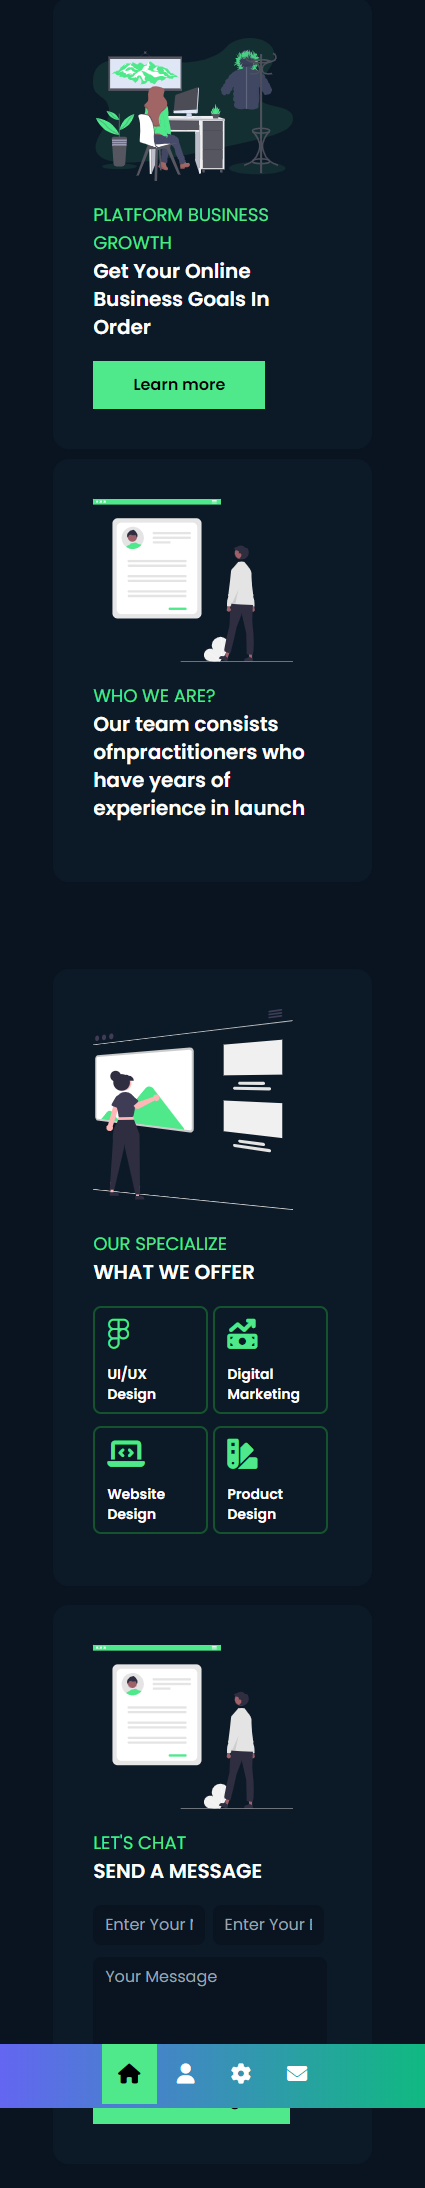 PLATFORM BUSINESS
GROWTH
Get Your Online
Business Goals In
Order
Learn more
WHO WE ARE?
Our team consists
ofnpractitioners who
have years of
experience in launch
OUR SPECIALIZE
WHAT WE OFFER
UI/UX
Design
Digital
Marketing
Website
Design
Product
Design
LET'S CHAT
SEND A MESSAGE
Enter Your
Enter Your
Your Message